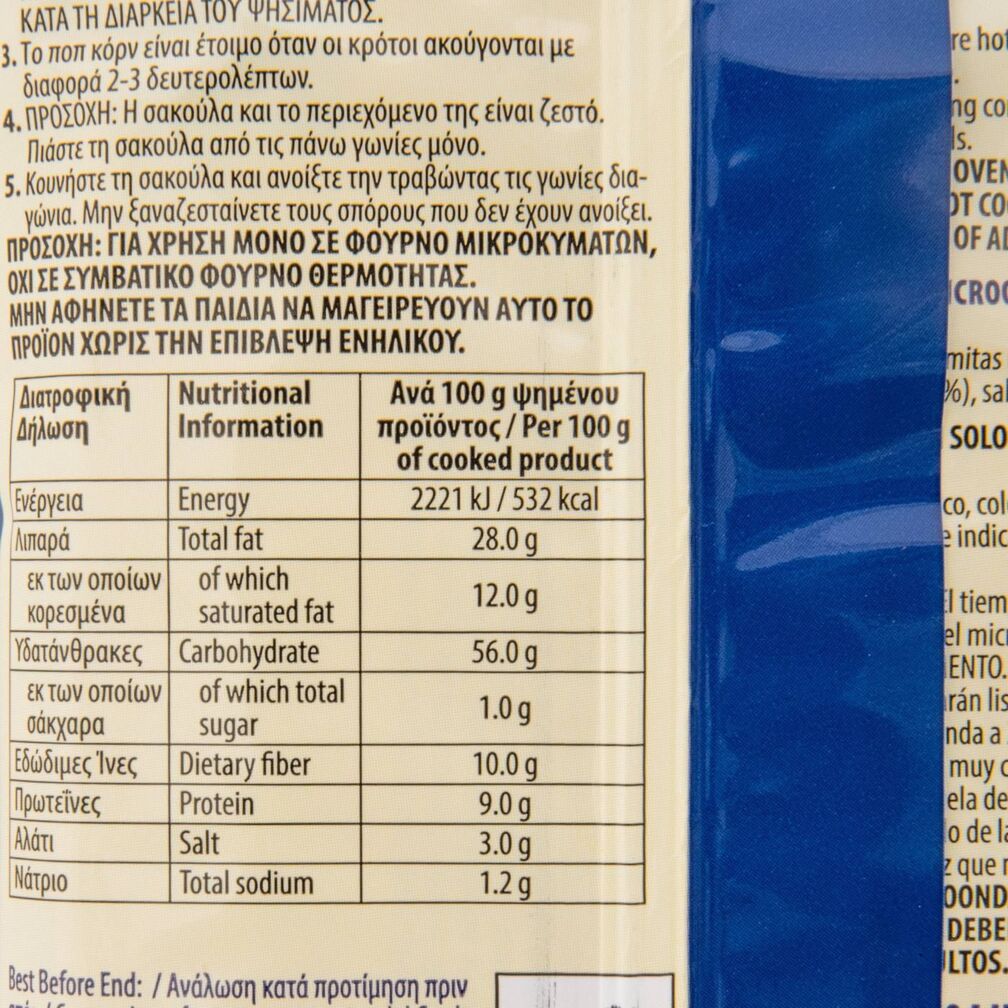 ΚΑΤΑ ΤΗ ΔΙΑΡΚΕΙΑ ΤΟΥ ΨΗΣΙΜΑΤΟΣ.
3. Το ποπ κόρν είναι έτοιμο όταν οι κρότοι ακούγονται με
διαφορά 2-3 δευτερολέπτων.
4. ΠΡΟΣΟΧΗ: Η σακούλα και το περιεχόμενο της είναι ζεστό.
Πιάστε τη σακούλα από τις πάνω γωνίες μόνο.
5. Κουνήστε τη σακούλα και ανοίξτε την τραβώντας τις γωνίες δια-
γώνια. Μην ξαναζεσταίνετε τους σπόρους που δεν έχουν ανοίξει.
ΠΡΟΣΟΧΗ: ΓΙΑ ΧΡΗΣΗ ΜΟΝΟ ΣΕ ΦΟΥΡΝΟ ΜΙΚΡΟΚΥΜΑΤΩΝ,
ΟΧΙ ΣΕ ΣΥΜΒΑΤΙΚΟ ΦΟΥΡΝΟ ΘΕΡΜΟΤΗΤΑΣ.
ΜΗΝ ΑΦΗΝΕΤΕ ΤΑ ΠΑΙΔΙΑ ΝΑ ΜΑΓΕΙΡΕΥΟΥΝ ΑΥΤΟ ΤΟ
ΠΡΟΪΟΝ ΧΩΡΙΣ ΤΗΝ ΕΠΙΒΛΕΨΗ ΕΝΗΛΙΚΟΥ.
Διατροφική Δήλωση Nutritional Information Ανά 100 g ψημένου προϊόντος / Per 100 g of cooked product
Ενέργεια Energy 2221 kJ / 532 kcal
Λιπαρά Total fat 28.0 g
εκ των οποίων κορεσμένα of which saturated fat 12.0 g
Υδατάνθρακες Carbohydrate 56.0 g
εκ των οποίων σάκχαρα of which total sugar 1.0 g
Εδώδιμες Ίνες Dietary fiber 10.0 g
Πρωτεΐνες Protein 9.0 g
Αλάτι Salt 3.0 g
Νάτριο Total sodium 1.2 g
Best Before End: / Ανάλωση κατά προτίμηση πριν
OF
SOLO
indic
muy
de
de
que